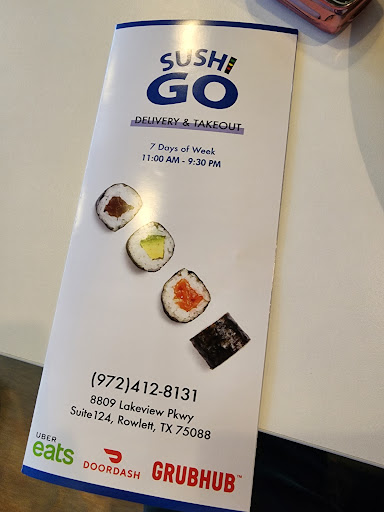 SUSHI
GO
DELIVERY & TAKEOUT
7 Days of Week
11:00 AM - 9:30 PM
(972)412-8131
8809 Lakeview Pkwy
Suite124, Rowlett, TX 75088
UBER
eats
DOORDASH
GRUBHUB™